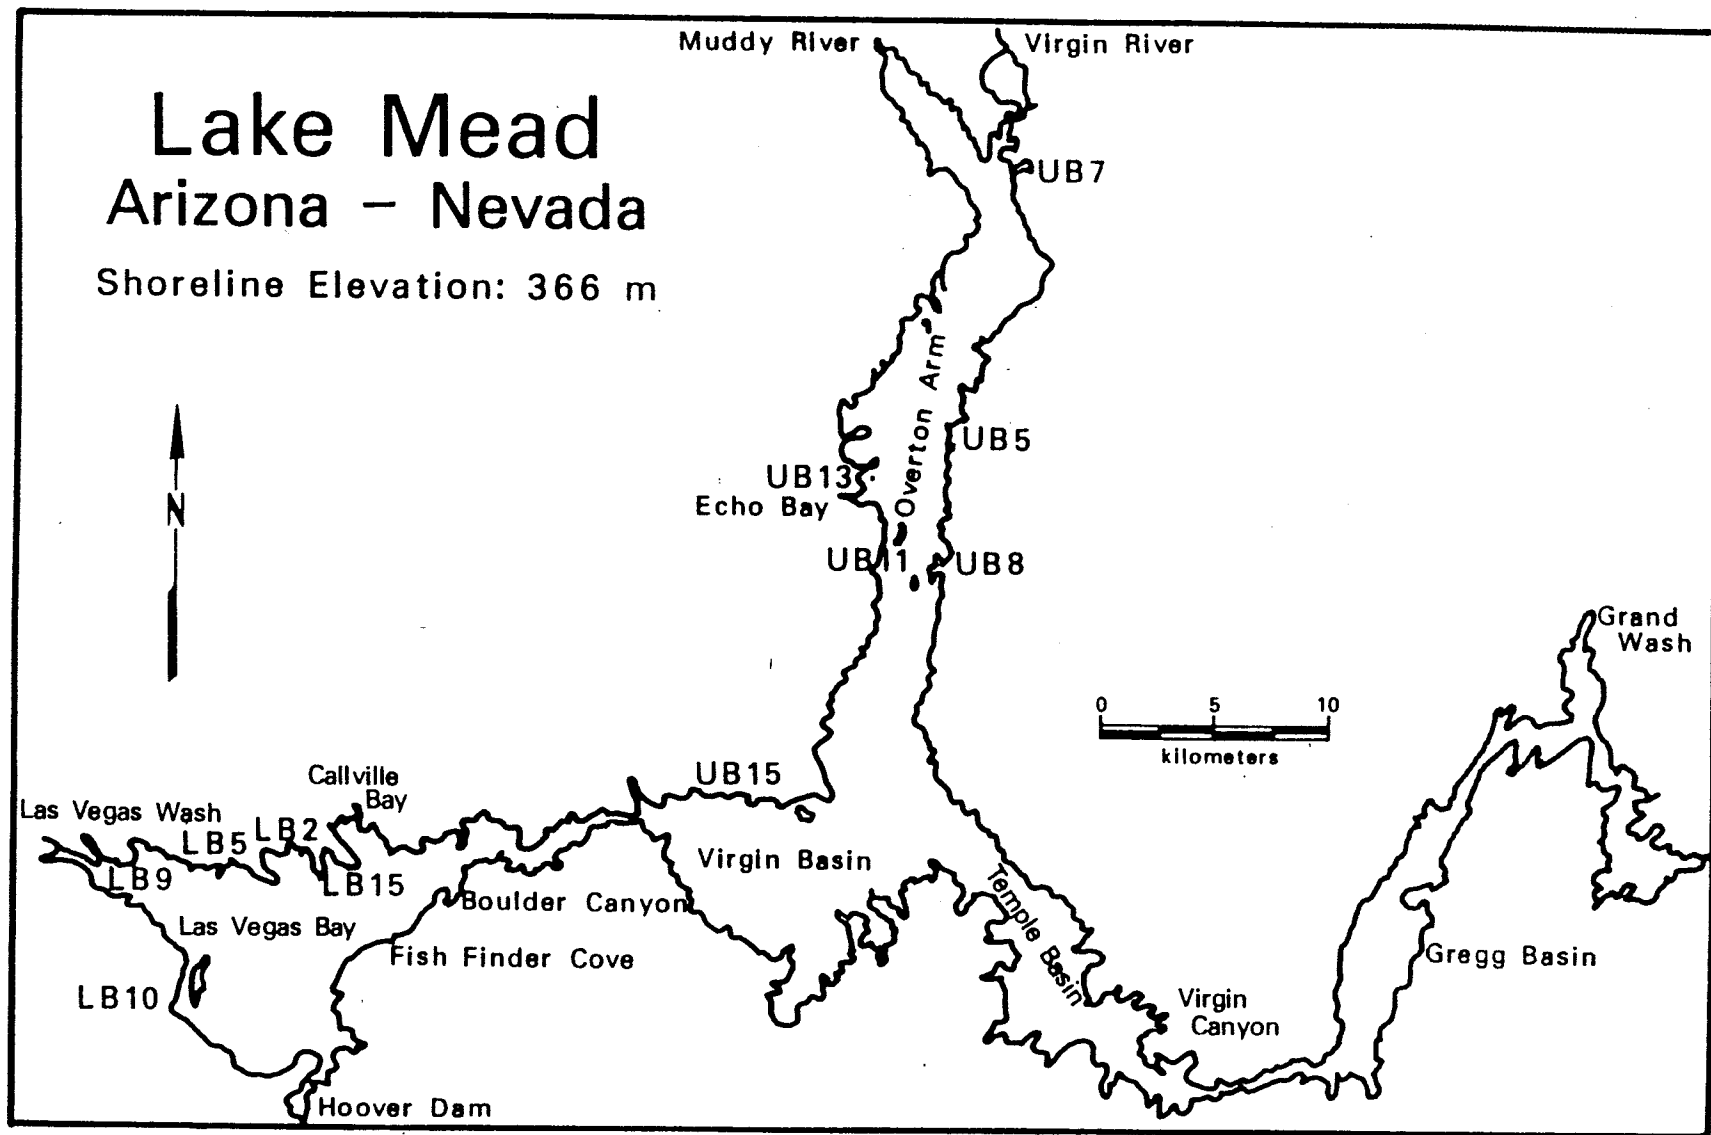 Muddy River
Virgin River
Lake Mead
Arizona – Nevada
Shoreline Elevation: 366 m
UB7
Overton Arm
N
UB5
UB13
Echo Bay
UB11
UB8
Grand
Wash
0 5 10
kilometers
UB15
Callville
Bay
Las Vegas Wash
LB5
LB2
LB9
LB15
Virgin Basin
Boulder Canyon
Temple Basin
Las Vegas Bay
Fish Finder Cove
Gregg Basin
LB10
Virgin
Canyon
Hoover Dam